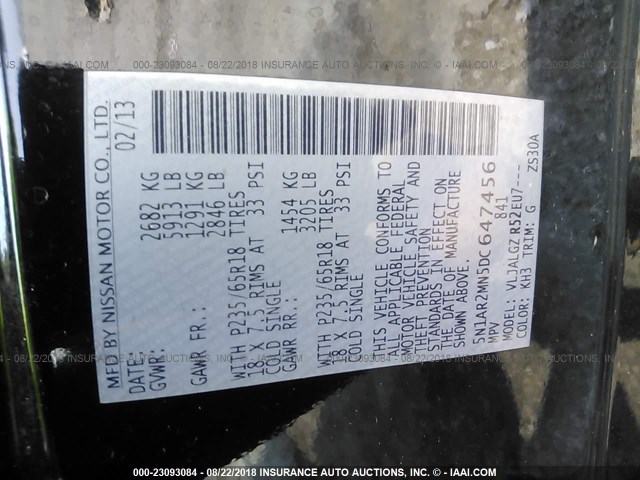 000-23093084 - 08/22/2018 INSURANCE AUTO AUCTIONS, INC. - © IAAI.COM
MFD BY NISSAN MOTOR CO., LTD.
DATE: 02/13
GVWR: 2682 KG
5913 LB
GAWR FR.: 1291 KG
2846 LB
WITH P235/65R18 TIRES
18 X 7.5 RIMS AT 33 PSI
COLD SINGLE
GAWR RR.: 1454 KG
3205 LB
WITH P235/65R18 TIRES
18 X 7.5 RIMS AT 33 PSI
COLD SINGLE
THIS VEHICLE CONFORMS TO
ALL APPLICABLE FEDERAL
MOTOR VEHICLE SAFETY AND
THEFT PREVENTION
STANDARDS IN EFFECT ON
THE DATE OF MANUFACTURE
SHOWN ABOVE.
5N1AR2MN5DC647456
MPV 841
MODEL: VLJALGZ R52EU7---
COLOR: KH3 TRIM: G ZS30A
000-23093084 - 08/22/2018 INSURANCE AUTO AUCTIONS, INC. - © IAAI.COM